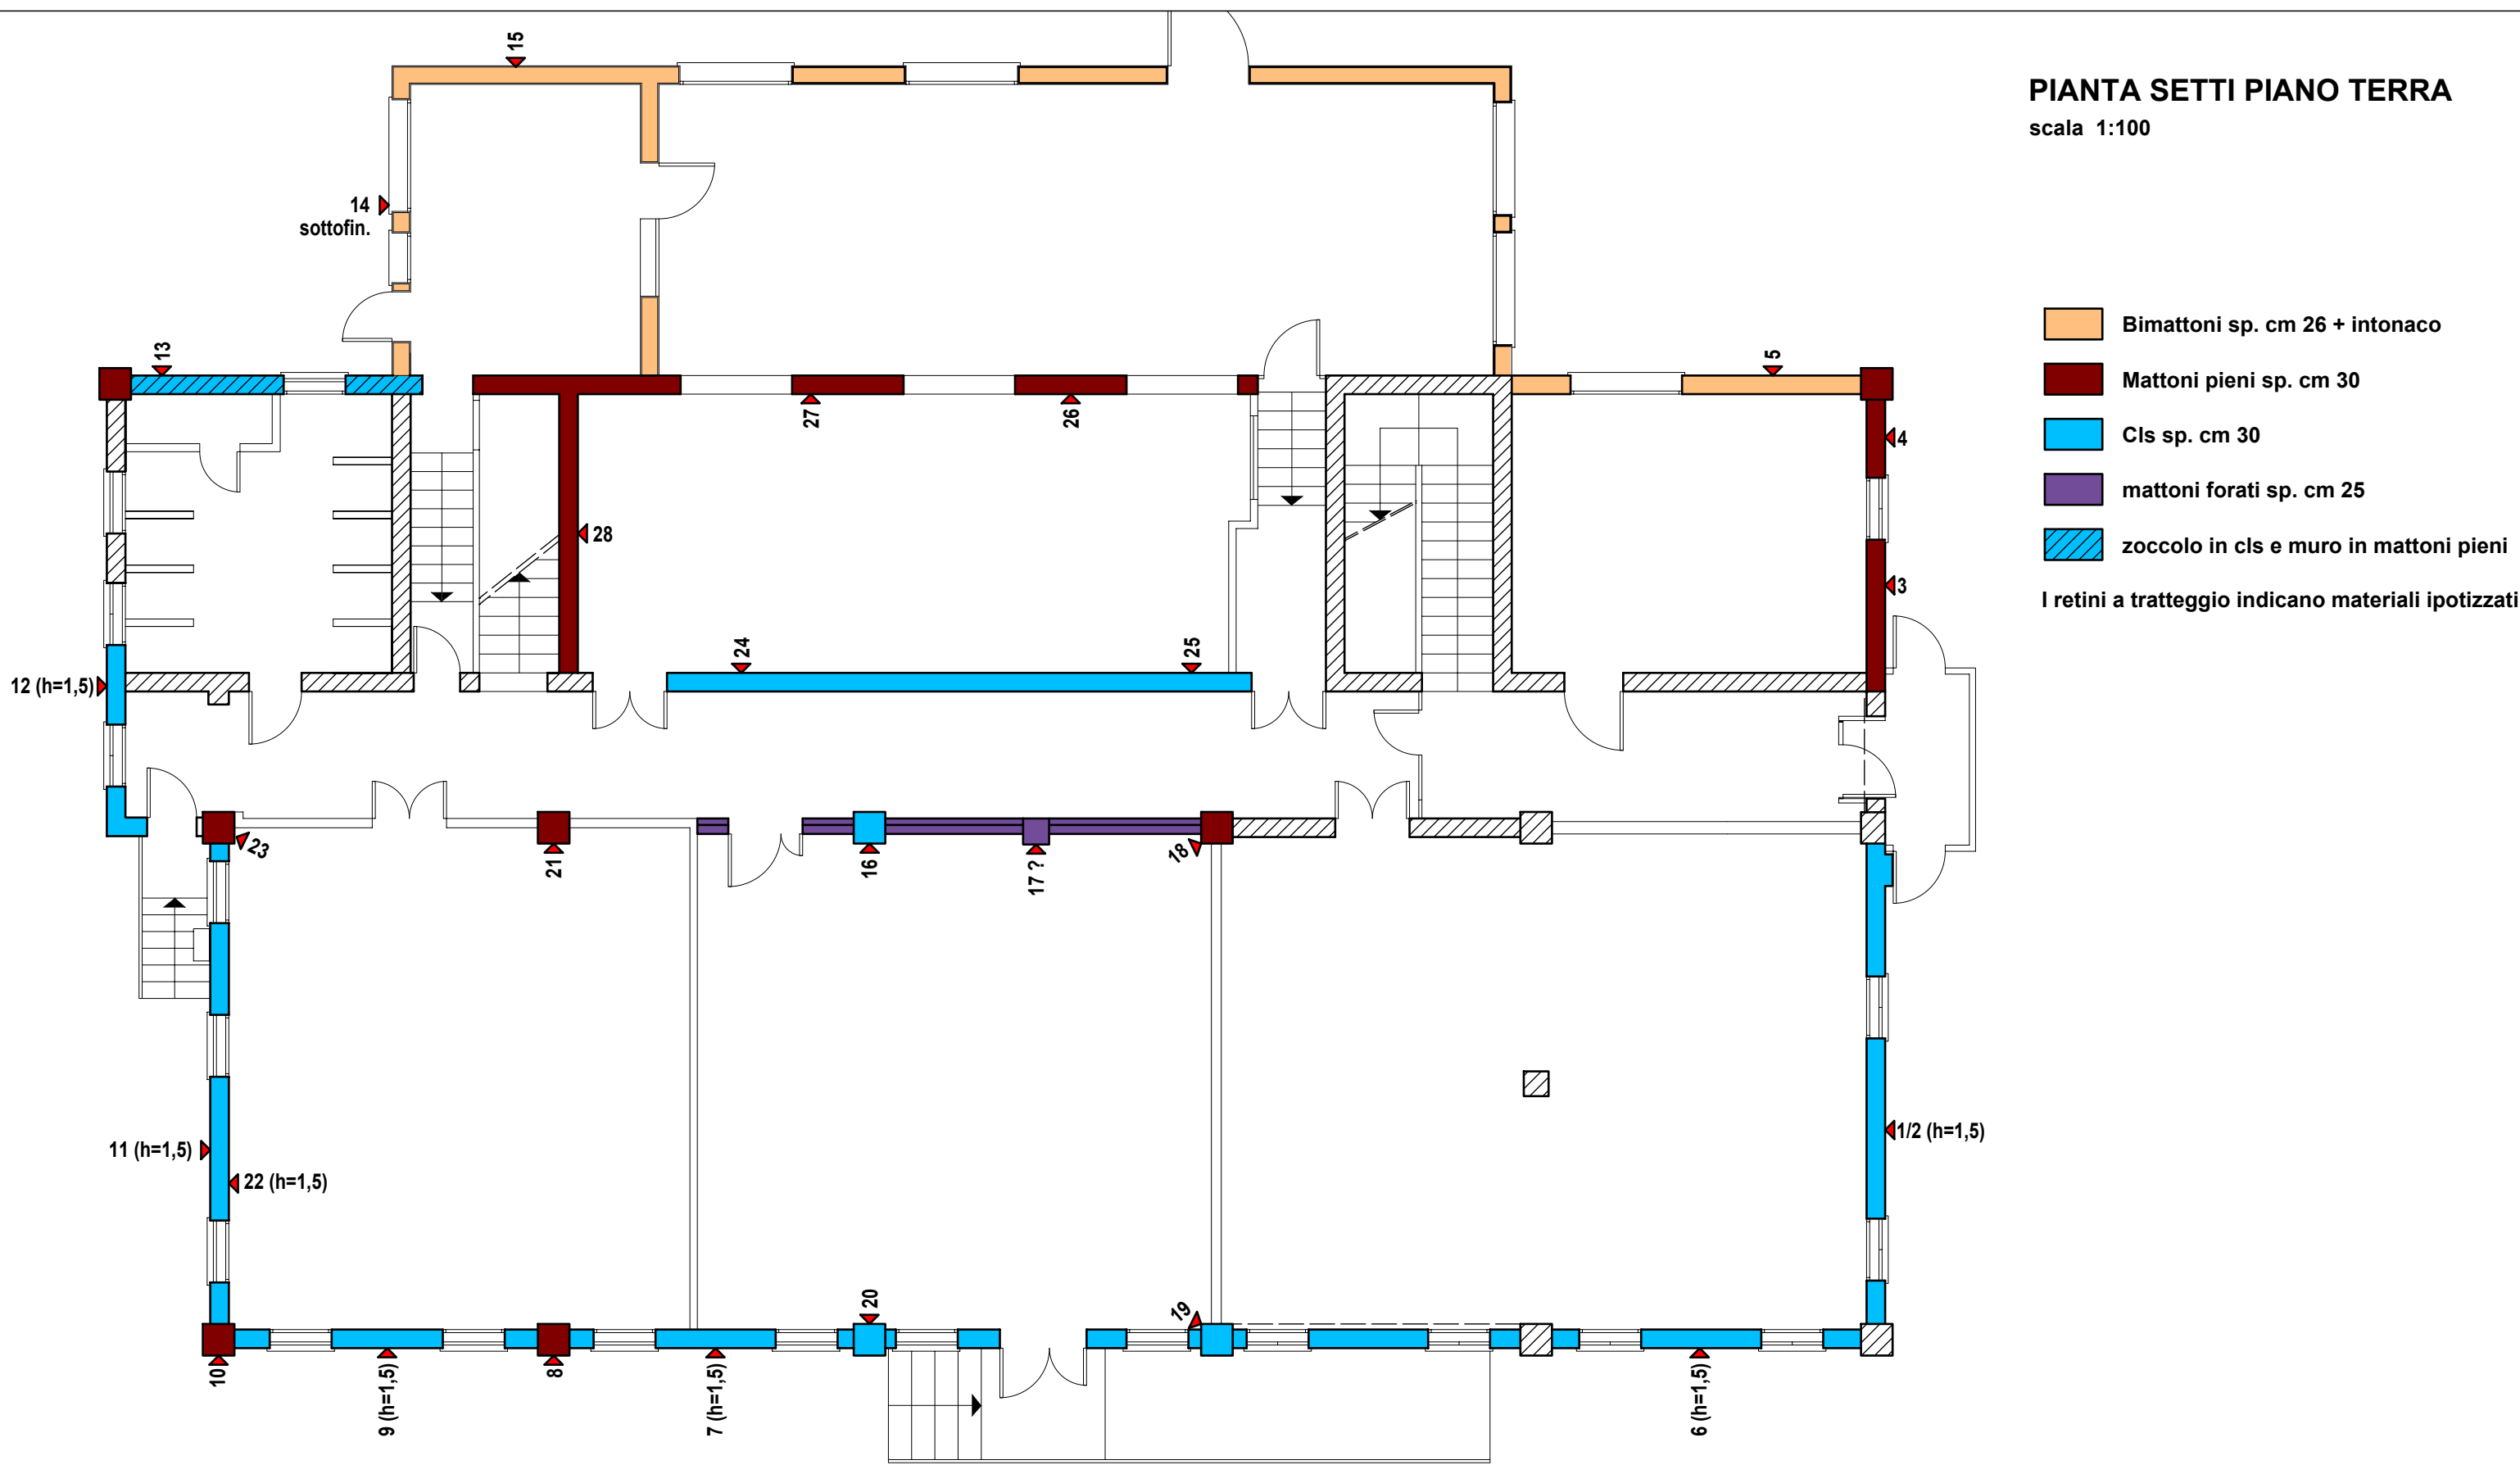 PIANTA SETTI PIANO TERRA
scala 1:100
Bimattoni sp. cm 26 + intonaco
Mattoni pieni sp. cm 30
Cls sp. cm 30
mattoni forati sp. cm 25
zoccolo in cls e muro in mattoni pieni
I retini a tratteggio indicano materiali ipotizzati
15
14
sottofin.
13
5
27
26
4
28
3
24
25
12 (h=1,5)
23
21
16
17 ?
18
11 (h=1,5)
22 (h=1,5)
1/2 (h=1,5)
20
19
10
9 (h=1,5)
8
7 (h=1,5)
6 (h=1,5)